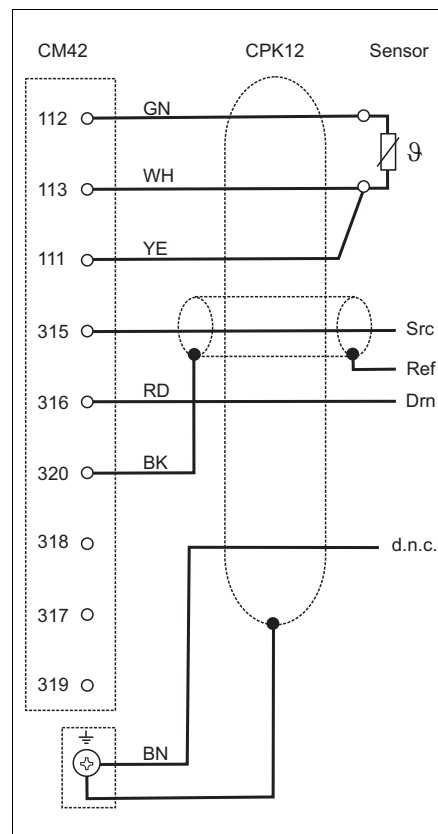 CM42 CPK12 Sensor
112 GN
ϑ
113 WH
111 YE
315 Src
Ref
316 RD Drn
320 BK
318 d.n.c.
317
319
BN